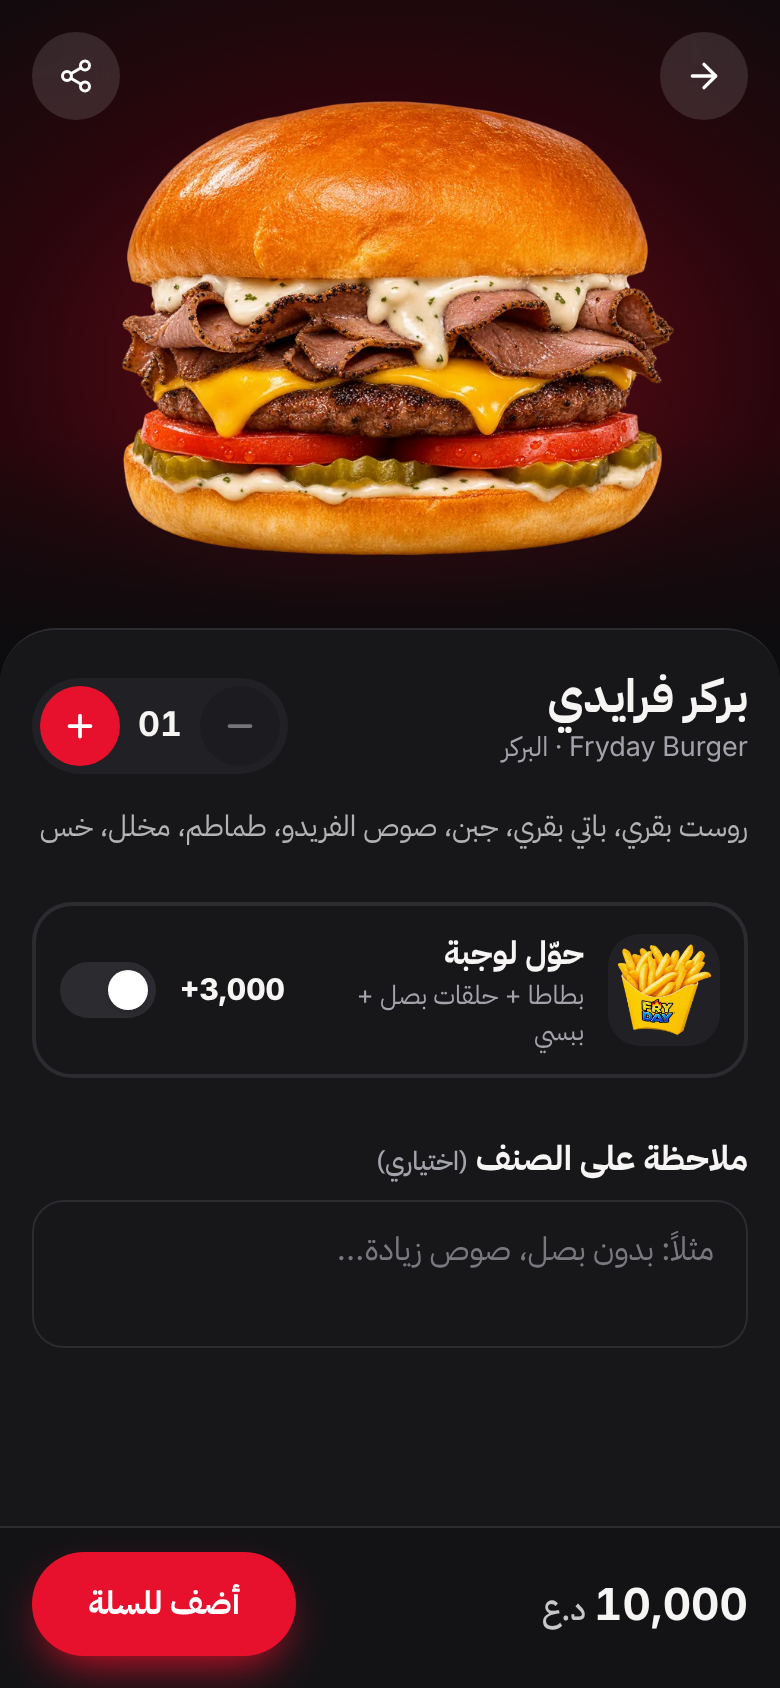 بركر فرايدي
Fryday Burger · البركر
01
روست بقري، باتي بقري، جبن، صوص الفريدو، طماطم، مخلل، خس
حوّل لوجبة
بطاطا + حلقات بصل +
ببسي
+3,000
FRY
DAY
ملاحظة على الصنف (اختياري)
مثلاً: بدون بصل، صوص زيادة...
10,000 د.ع
أضف للسلة